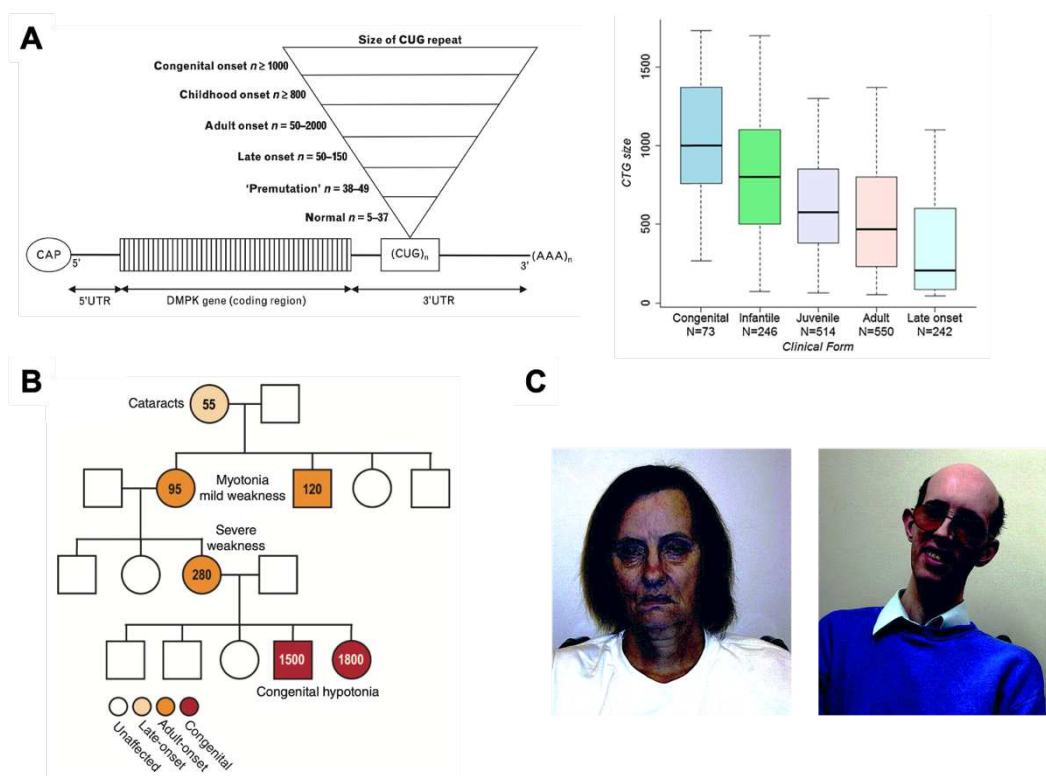 A
Size of CUG repeat
Congenital onset n ≥ 1000
Childhood onset n ≥ 800
Adult onset n = 50–2000
Late onset n = 50–150
'Premutation' n = 38–49
Normal n = 5–37
CAP
5'
(CUG)n
3'
(AAA)n
5'UTR
DMPK gene (coding region)
3'UTR
CTG size
1500
1000
500
0
Congenital Infantile Juvenile Adult Late onset
N=73 N=246 N=514 N=550 N=242
Clinical Form
B
Cataracts
55
95
Myotonia
mild weakness
120
Severe
weakness
280
1500
1800
Congenital hypotonia
Unaffected
Late-onset
Adult-onset
Congenital
C